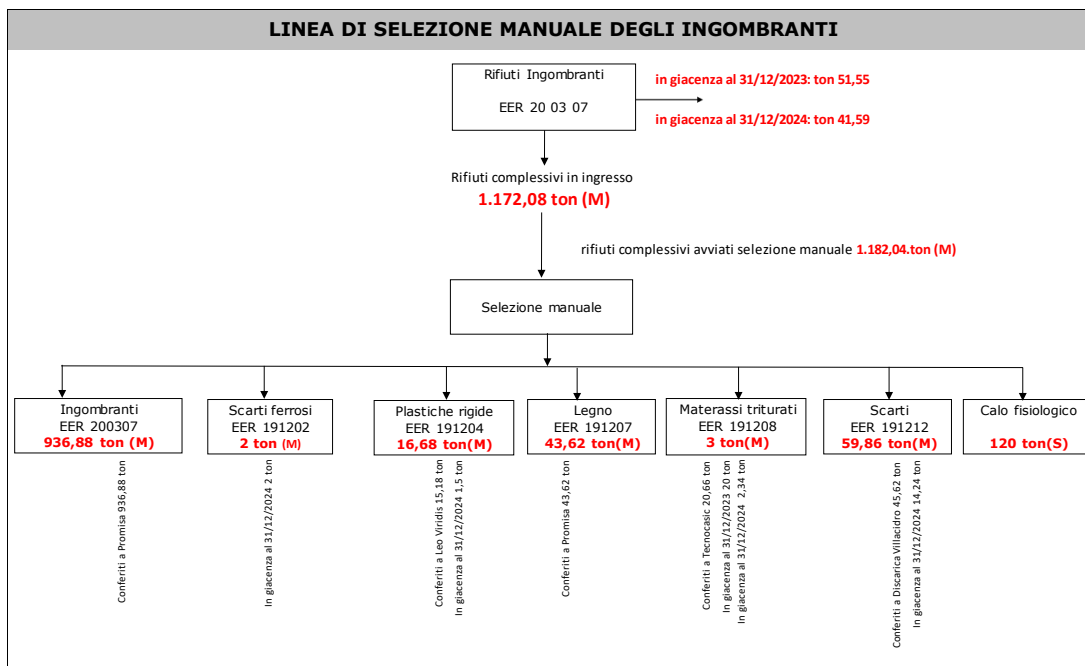 LINEA DI SELEZIONE MANUALE DEGLI INGOMBRANTI
Rifiuti Ingombranti
EER 20 03 07
in giacenza al 31/12/2023: ton 51,55
in giacenza al 31/12/2024: ton 41,59
Rifiuti complessivi in ingresso
1.172,08 ton (M)
rifiuti complessivi avviati selezione manuale 1.182,04.ton (M)
Selezione manuale
Ingombranti
EER 200307
936,88 ton (M)
Scarti ferrosi
EER 191202
2 ton (M)
Plastiche rigide
EER 191204
16,68 ton(M)
Legno
EER 191207
43,62 ton(M)
Materassi triturati
EER 191208
3 ton(M)
Scarti
EER 191212
59,86 ton(M)
Calo fisiologico
120 ton(S)
Conferiti a Promisa 936,88 ton
In giacenza al 31/12/2024 2 ton
Conferiti a Leo Viridis 15,18 ton
In giacenza al 31/12/2024 1,5 ton
Conferiti a Promisa 43,62 ton
Conferiti a Tecnocasic 20,66 ton
In giacenza al 31/12/2023 20 ton
In giacenza al 31/12/2024 2,34 ton
Conferiti a Discarica Villacidro 45,62 ton
In giacenza al 31/12/2024 14,24 ton